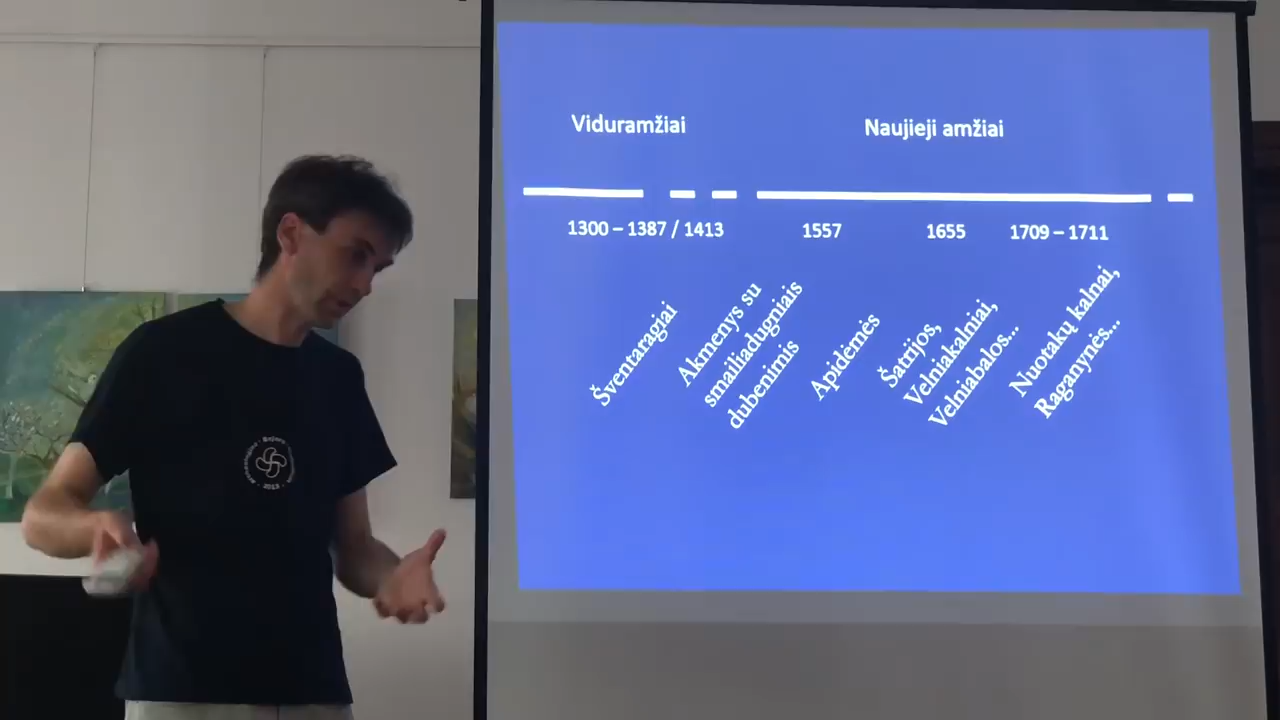 Viduramžiai
Naujieji amžiai
1300 – 1387 / 1413
1557
1655
1709 – 1711
Šventaragiai
Akmenys su
smailiadugniais
dubenimis
Apidėmės
Šatrijos,
Velniakalniai,
Velniabalos...
Nuotakų kalnai,
Raganynės...
2013